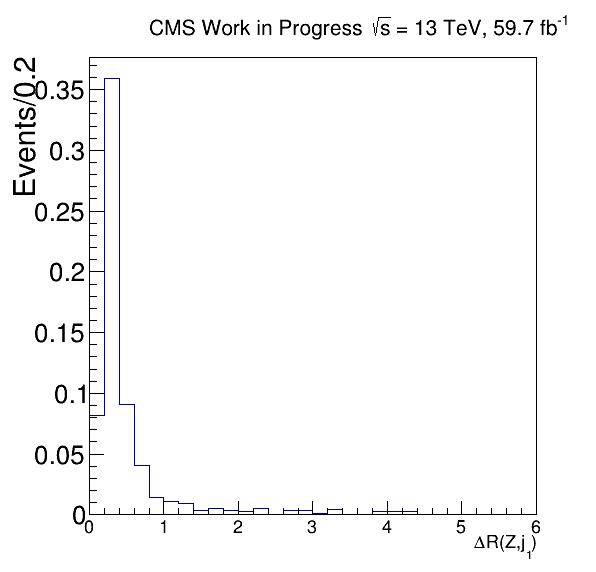 CMS Work in Progress √s = 13 TeV, 59.7 fb⁻¹
Events/0.2
0.35
0.3
0.25
0.2
0.15
0.1
0.05
0
0 1 2 3 4 5 6
ΔR(Z,j₁)